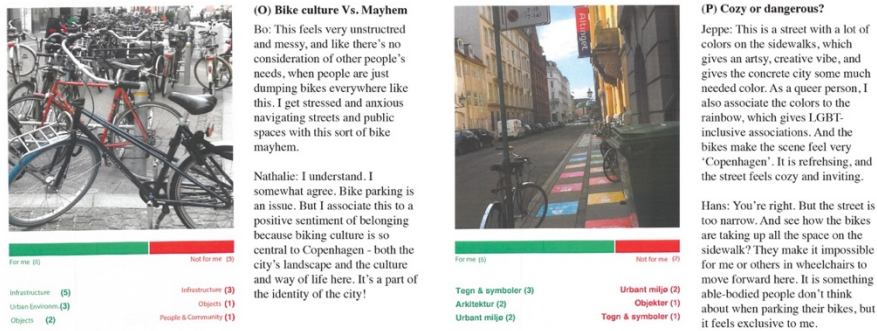 (O) Bike culture Vs. Mayhem
Bo: This feels very unstructred
and messy, and like there's no
consideration of other people's
needs, when people are just
dumping bikes everywhere like
this. I get stressed and anxious
navigating streets and public
spaces with this sort of bike
mayhem.
Nathalie: I understand. I
somewhat agree. Bike parking is
an issue. But I associate this to a
positive sentiment of belonging
because biking culture is so
central to Copenhagen - both the
city's landscape and the culture
and way of life here. It's a part of
the identity of the city!
For me
Not for me
Infrastructure (5)
Urban Environm.(3)
Objects (2)
Infrastructure (3)
Objects (1)
People & Community (1)
Altinget
(P) Cozy or dangerous?
Jeppe: This is a street with a lot of
colors on the sidewalks, which
gives an artsy, creative vibe, and
gives the concrete city some much
needed color. As a queer person, I
also associate the colors to the
rainbow, which gives LGBT-
inclusive associations. And the
bikes make the scene feel very
'Copenhagen'. It is refrehsing, and
the street feels cozy and inviting.
Hans: You're right. But the street is
too narrow. And see how the bikes
are taking up all the space on the
sidewalk? They make it impossible
for me or others in wheelchairs to
move forward here. It is something
able-bodied people don't think
about when parking their bikes, but
it feels exclusive to me.
For me
Not for me
Tegn & symboler (3)
Arkitektur (2)
Urbant miljø (2)
Urbant miljø (2)
Objekter (1)
Tegn & symboler (1)